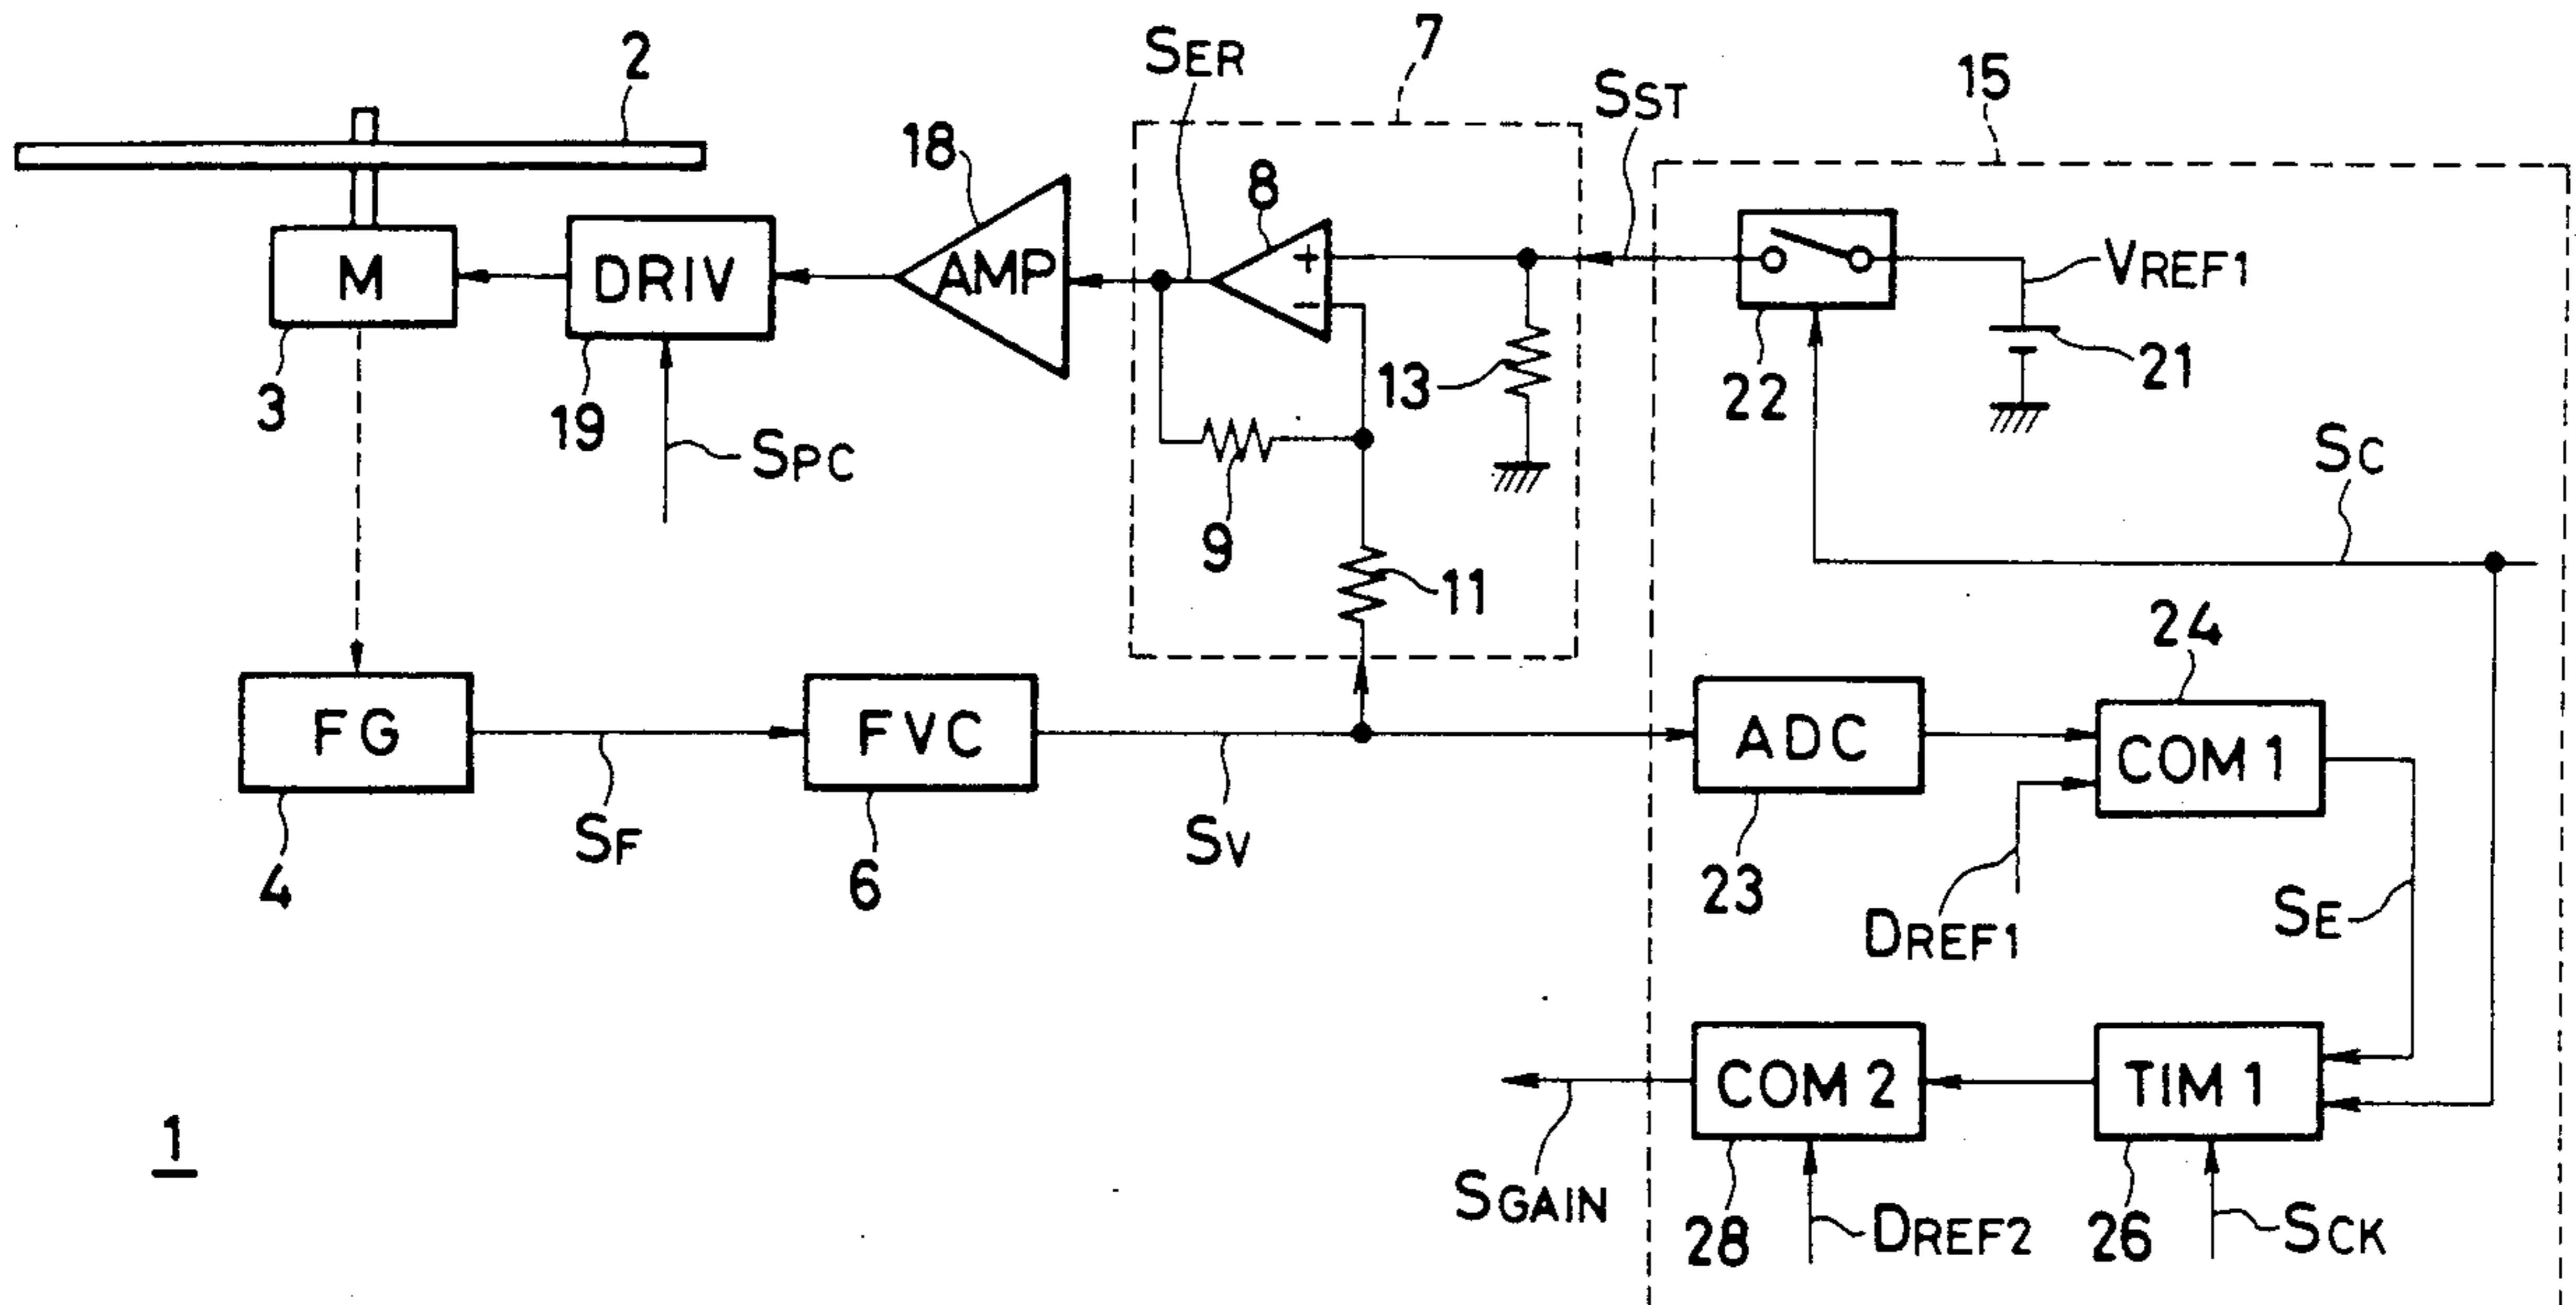 7
SER
2
SST
15
18
8
+
-
AMP
M
DRIV
VREF1
3
19
SPC
13
22
21
9
11
SC
24
FG
FVC
ADC
COM 1
4
SF
6
SV
23
DREF1
SE
COM 2
TIM 1
1
SGAIN
28
DREF2
26
SCK